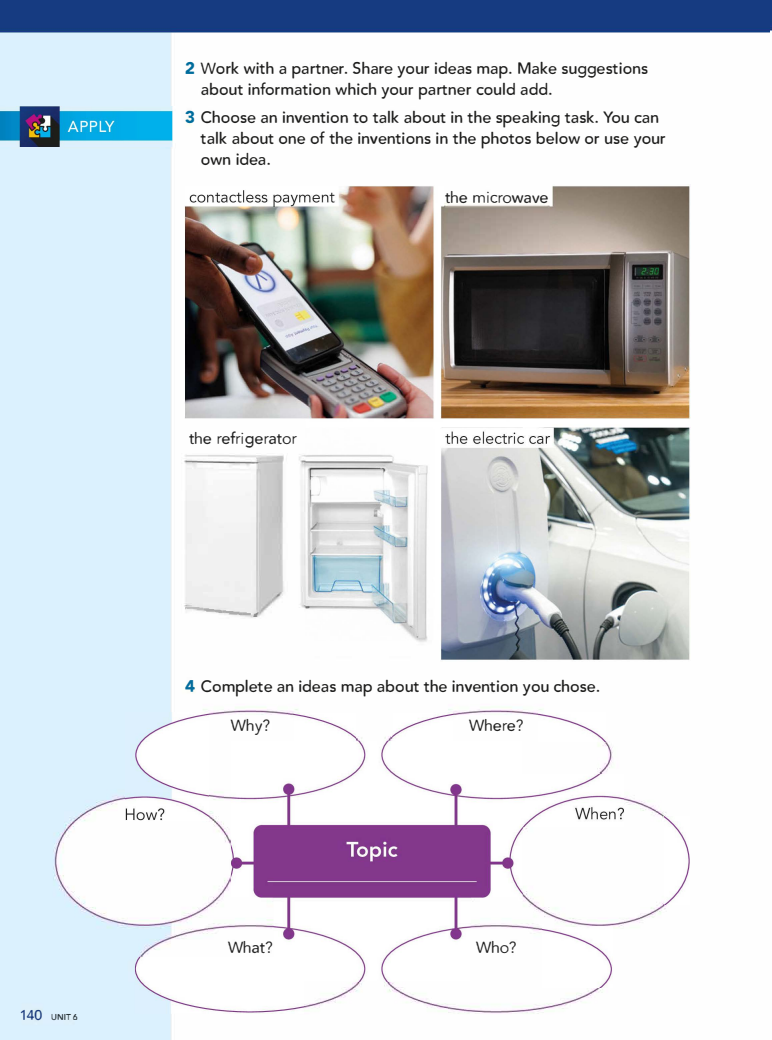 2 Work with a partner. Share your ideas map. Make suggestions
about information which your partner could add.
APPLY
3 Choose an invention to talk about in the speaking task. You can
talk about one of the inventions in the photos below or use your
own idea.
contactless payment
the microwave
2:30
the refrigerator
the electric car
4 Complete an ideas map about the invention you chose.
Why?
Where?
How?
When?
Topic
What?
Who?
140 UNIT 6